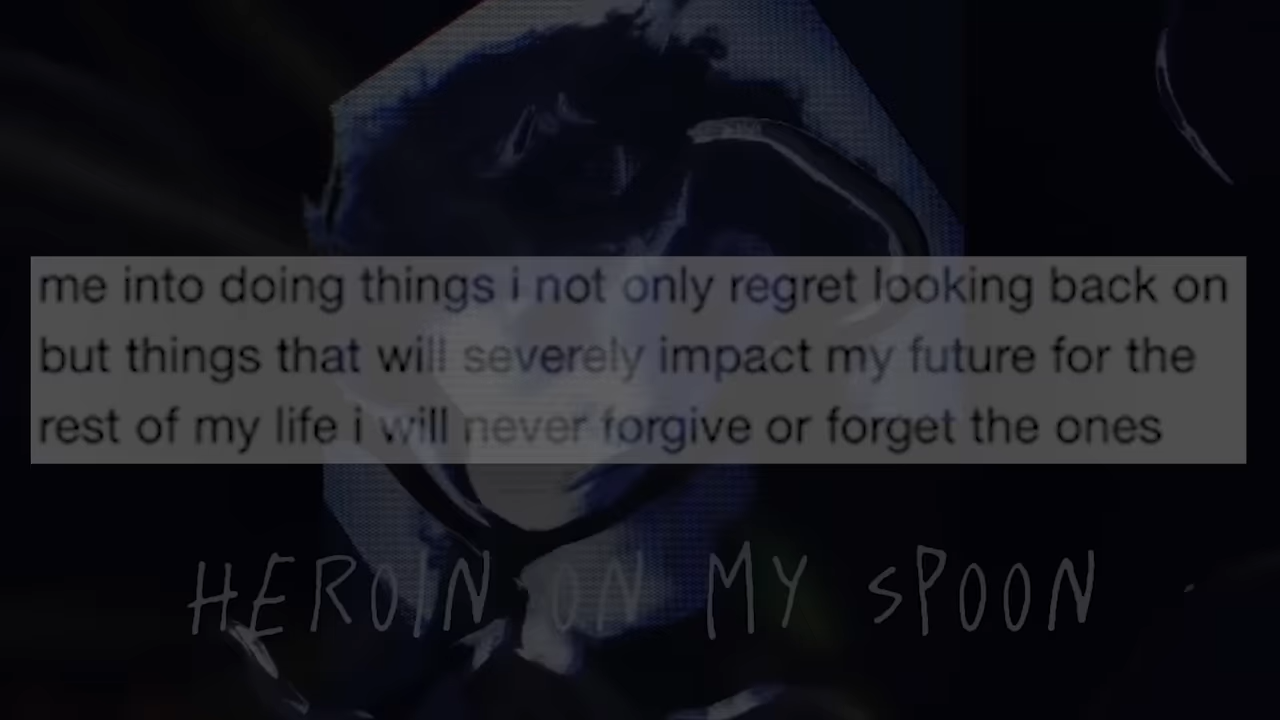 me into doing things i not only regret looking back on
but things that will severely impact my future for the
rest of my life i will never forgive or forget the ones
HEROIN ON MY SPOON